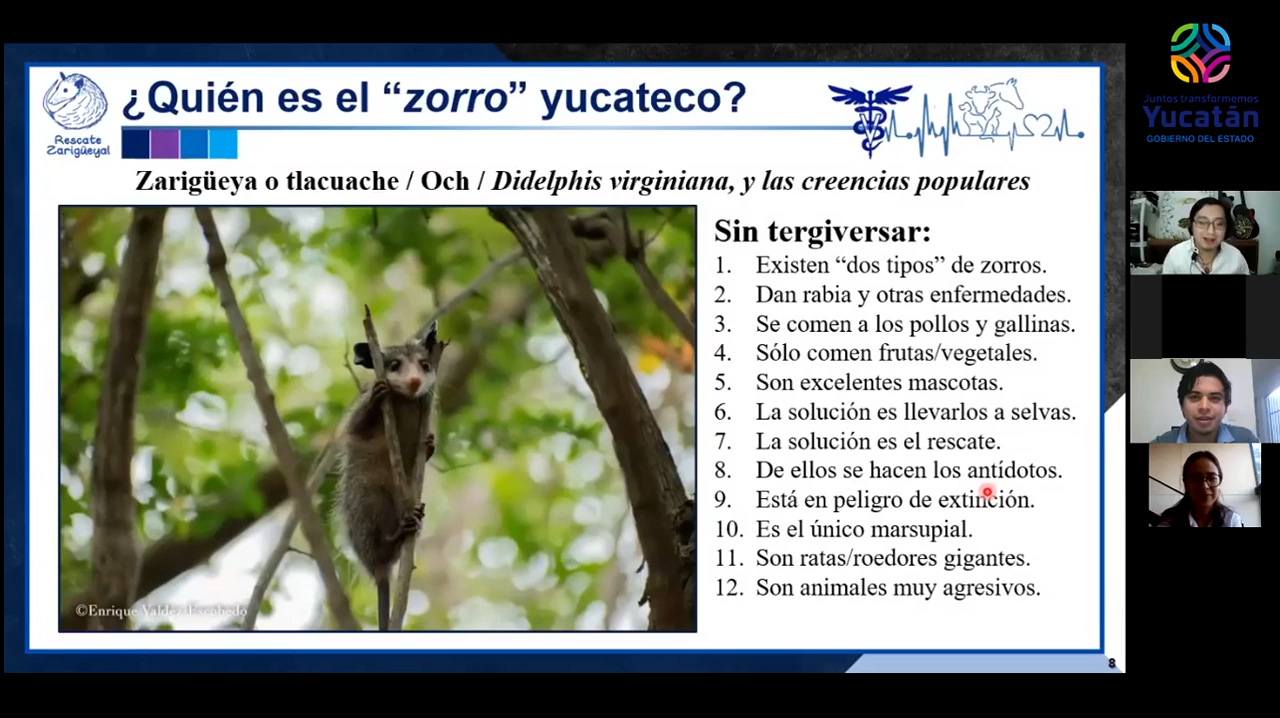 ¿Quién es el “zorro” yucateco?
Rescate
Zarigüeyal
Zarigüeya o tlacuache / Och / Didelphis virginiana, y las creencias populares
Sin tergiversar:
1. Existen “dos tipos” de zorros.
2. Dan rabia y otras enfermedades.
3. Se comen a los pollos y gallinas.
4. Sólo comen frutas/vegetales.
5. Son excelentes mascotas.
6. La solución es llevarlos a selvas.
7. La solución es el rescate.
8. De ellos se hacen los antídotos.
9. Está en peligro de extinción.
10. Es el único marsupial.
11. Son ratas/roedores gigantes.
12. Son animales muy agresivos.
©Enrique Valdez Escobedo
8
Juntos transformemos
Yucatán
GOBIERNO DEL ESTADO